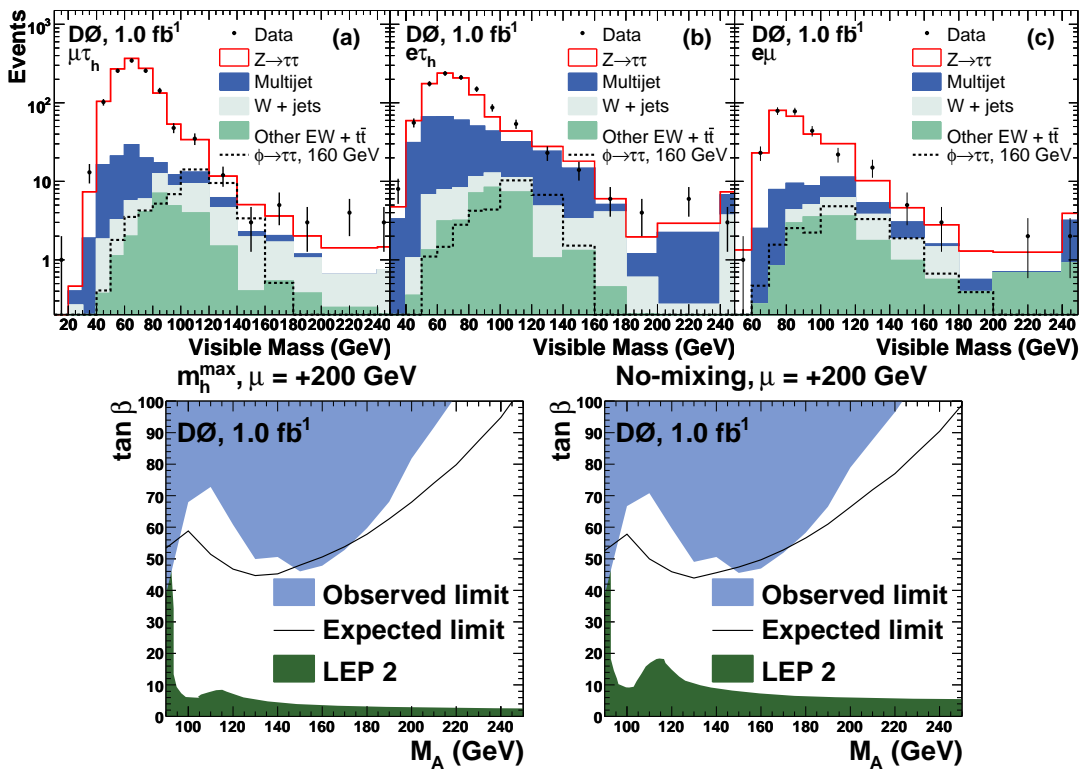 Events
10³
10²
10
1
DØ, 1.0 fb⁻¹
μτₕ
(a)
Data
Z→ττ
Multijet
W + jets
Other EW + tt̄
ϕ→ττ, 160 GeV
20 40 60 80 100 120 140 160 180 200 220 240
Visible Mass (GeV)
DØ, 1.0 fb⁻¹
eτₕ
(b)
Data
Z→ττ
Multijet
W + jets
Other EW + tt̄
ϕ→ττ, 160 GeV
40 60 80 100 120 140 160 180 200 220 240
Visible Mass (GeV)
DØ, 1.0 fb⁻¹
eμ
(c)
Data
Z→ττ
Multijet
W + jets
Other EW + tt̄
ϕ→ττ, 160 GeV
60 80 100 120 140 160 180 200 220 240
Visible Mass (GeV)
mₕᵐᵃˣ, μ = +200 GeV
tan β
100
90
80
70
60
50
40
30
20
10
0
DØ, 1.0 fb⁻¹
Observed limit
Expected limit
LEP 2
100 120 140 160 180 200 220 240
M_A (GeV)
No-mixing, μ = +200 GeV
tan β
100
90
80
70
60
50
40
30
20
10
0
DØ, 1.0 fb⁻¹
Observed limit
Expected limit
LEP 2
100 120 140 160 180 200 220 240
M_A (GeV)